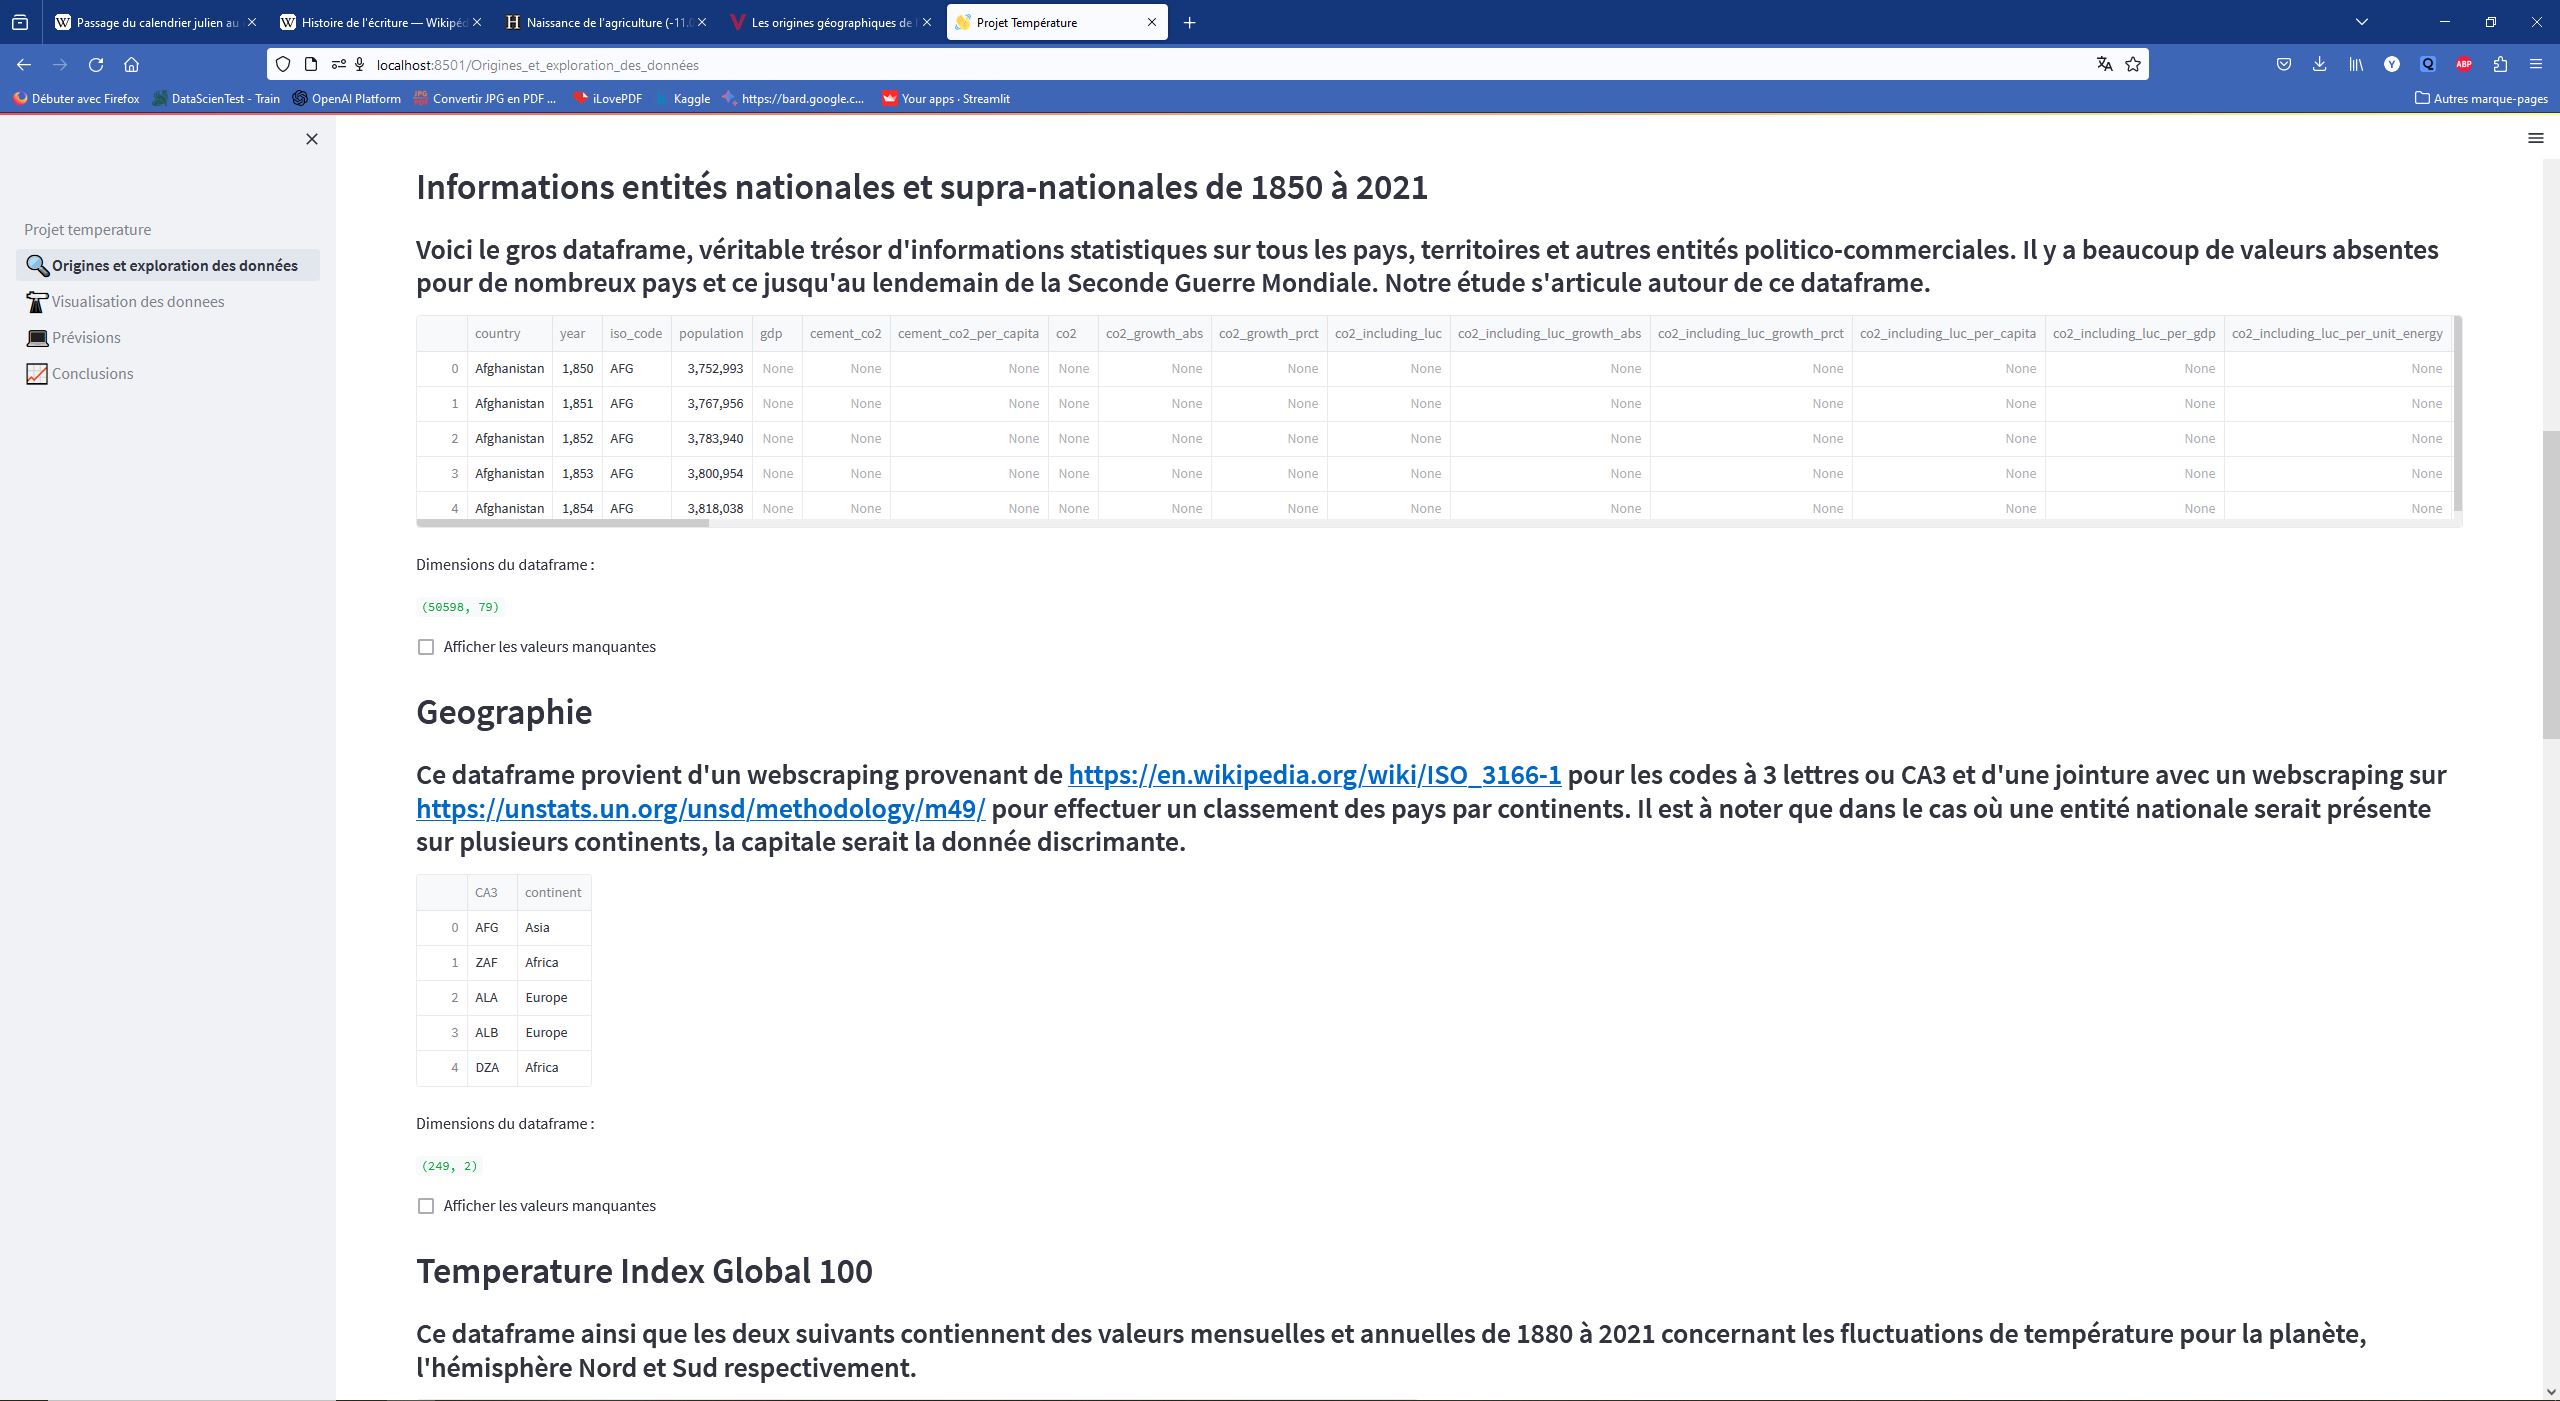 Passage du calendrier julien au
Histoire de l'écriture — Wikipéd
Naissance de l'agriculture (-11.0
Les origines géographiques de l
Projet Température
localhost:8501/Origines_et_exploration_des_données
Débuter avec Firefox
DataScienTest - Train
OpenAI Platform
Convertir JPG en PDF ...
iLovePDF
Kaggle
https://bard.google.c...
Your apps · Streamlit
Autres marque-pages
Projet temperature
Origines et exploration des données
Visualisation des donnees
Prévisions
Conclusions
Informations entités nationales et supra-nationales de 1850 à 2021
Voici le gros dataframe, véritable trésor d'informations statistiques sur tous les pays, territoires et autres entités politico-commerciales. Il y a beaucoup de valeurs absentes
pour de nombreux pays et ce jusqu'au lendemain de la Seconde Guerre Mondiale. Notre étude s'articule autour de ce dataframe.
country year iso_code population gdp cement_co2 cement_co2_per_capita co2 co2_growth_abs co2_growth_prct co2_including_luc co2_including_luc_growth_abs co2_including_luc_growth_prct co2_including_luc_per_capita co2_including_luc_per_gdp co2_including_luc_per_unit_energy
0 Afghanistan 1,850 AFG 3,752,993 None None None None None None None None None None None None
1 Afghanistan 1,851 AFG 3,767,956 None None None None None None None None None None None None
2 Afghanistan 1,852 AFG 3,783,940 None None None None None None None None None None None None
3 Afghanistan 1,853 AFG 3,800,954 None None None None None None None None None None None None
4 Afghanistan 1,854 AFG 3,818,038 None None None None None None None None None None None None
Dimensions du dataframe :
(50598, 79)
Afficher les valeurs manquantes
Geographie
Ce dataframe provient d'un webscraping provenant de https://en.wikipedia.org/wiki/ISO_3166-1 pour les codes à 3 lettres ou CA3 et d'une jointure avec un webscraping sur
https://unstats.un.org/unsd/methodology/m49/ pour effectuer un classement des pays par continents. Il est à noter que dans le cas où une entité nationale serait présente
sur plusieurs continents, la capitale serait la donnée discrimante.
CA3 continent
0 AFG Asia
1 ZAF Africa
2 ALA Europe
3 ALB Europe
4 DZA Africa
Dimensions du dataframe :
(249, 2)
Afficher les valeurs manquantes
Temperature Index Global 100
Ce dataframe ainsi que les deux suivants contiennent des valeurs mensuelles et annuelles de 1880 à 2021 concernant les fluctuations de température pour la planète,
l'hémisphère Nord et Sud respectivement.